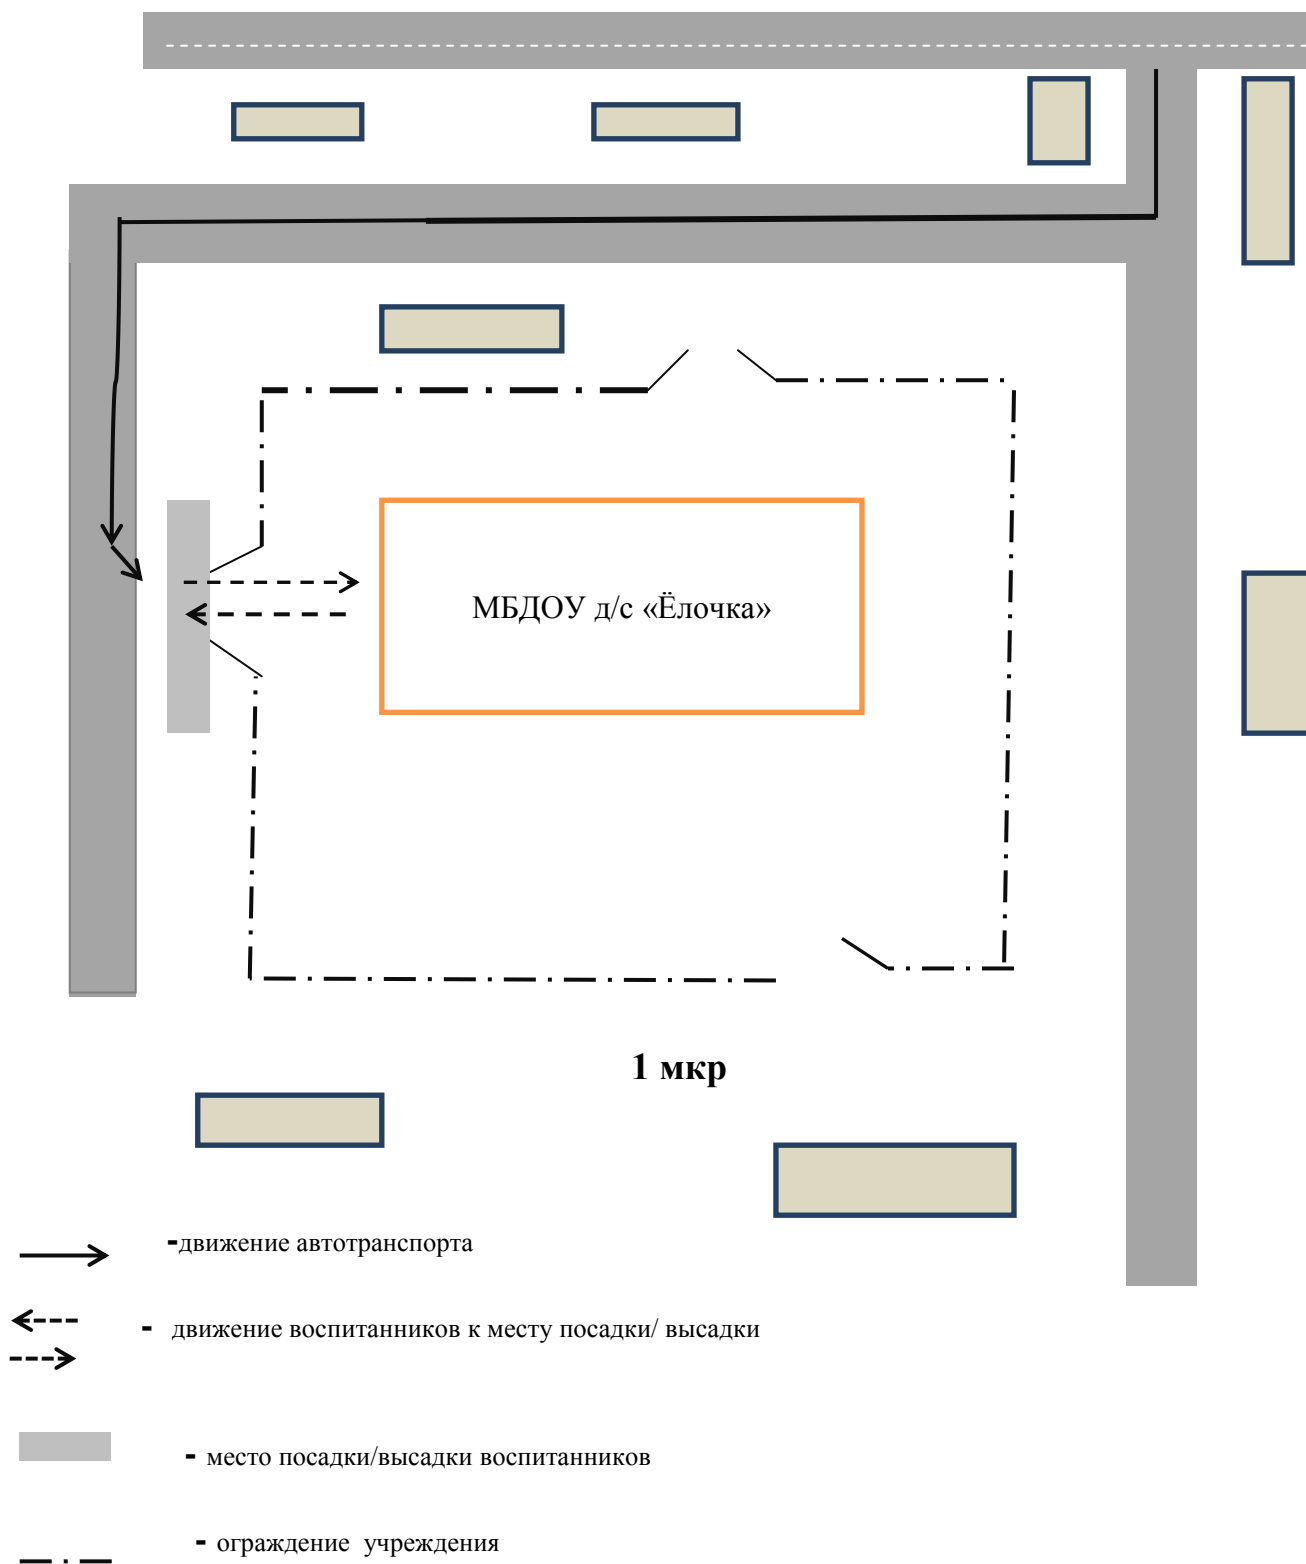 МБДОУ д/с «Ёлочка»
1 мкр
-движение автотранспорта
- движение воспитанников к месту посадки/ высадки
- место посадки/высадки воспитанников
- ограждение учреждения